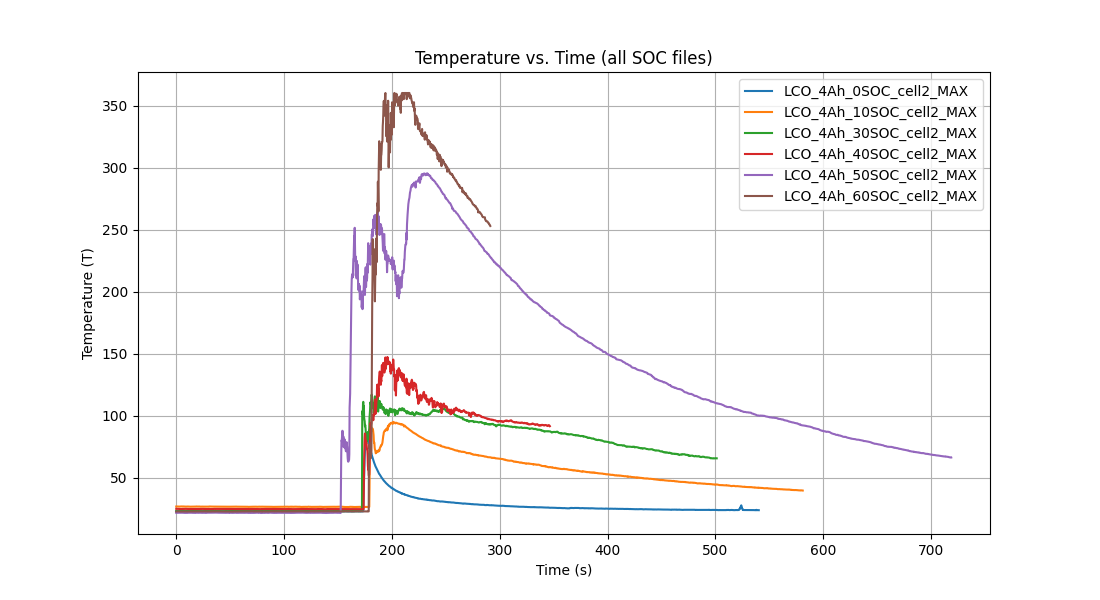 Temperature vs. Time (all SOC files)
LCO_4Ah_0SOC_cell2_MAX
LCO_4Ah_10SOC_cell2_MAX
LCO_4Ah_30SOC_cell2_MAX
LCO_4Ah_40SOC_cell2_MAX
LCO_4Ah_50SOC_cell2_MAX
LCO_4Ah_60SOC_cell2_MAX
Temperature (T)
350
300
250
200
150
100
50
0 100 200 300 400 500 600 700
Time (s)